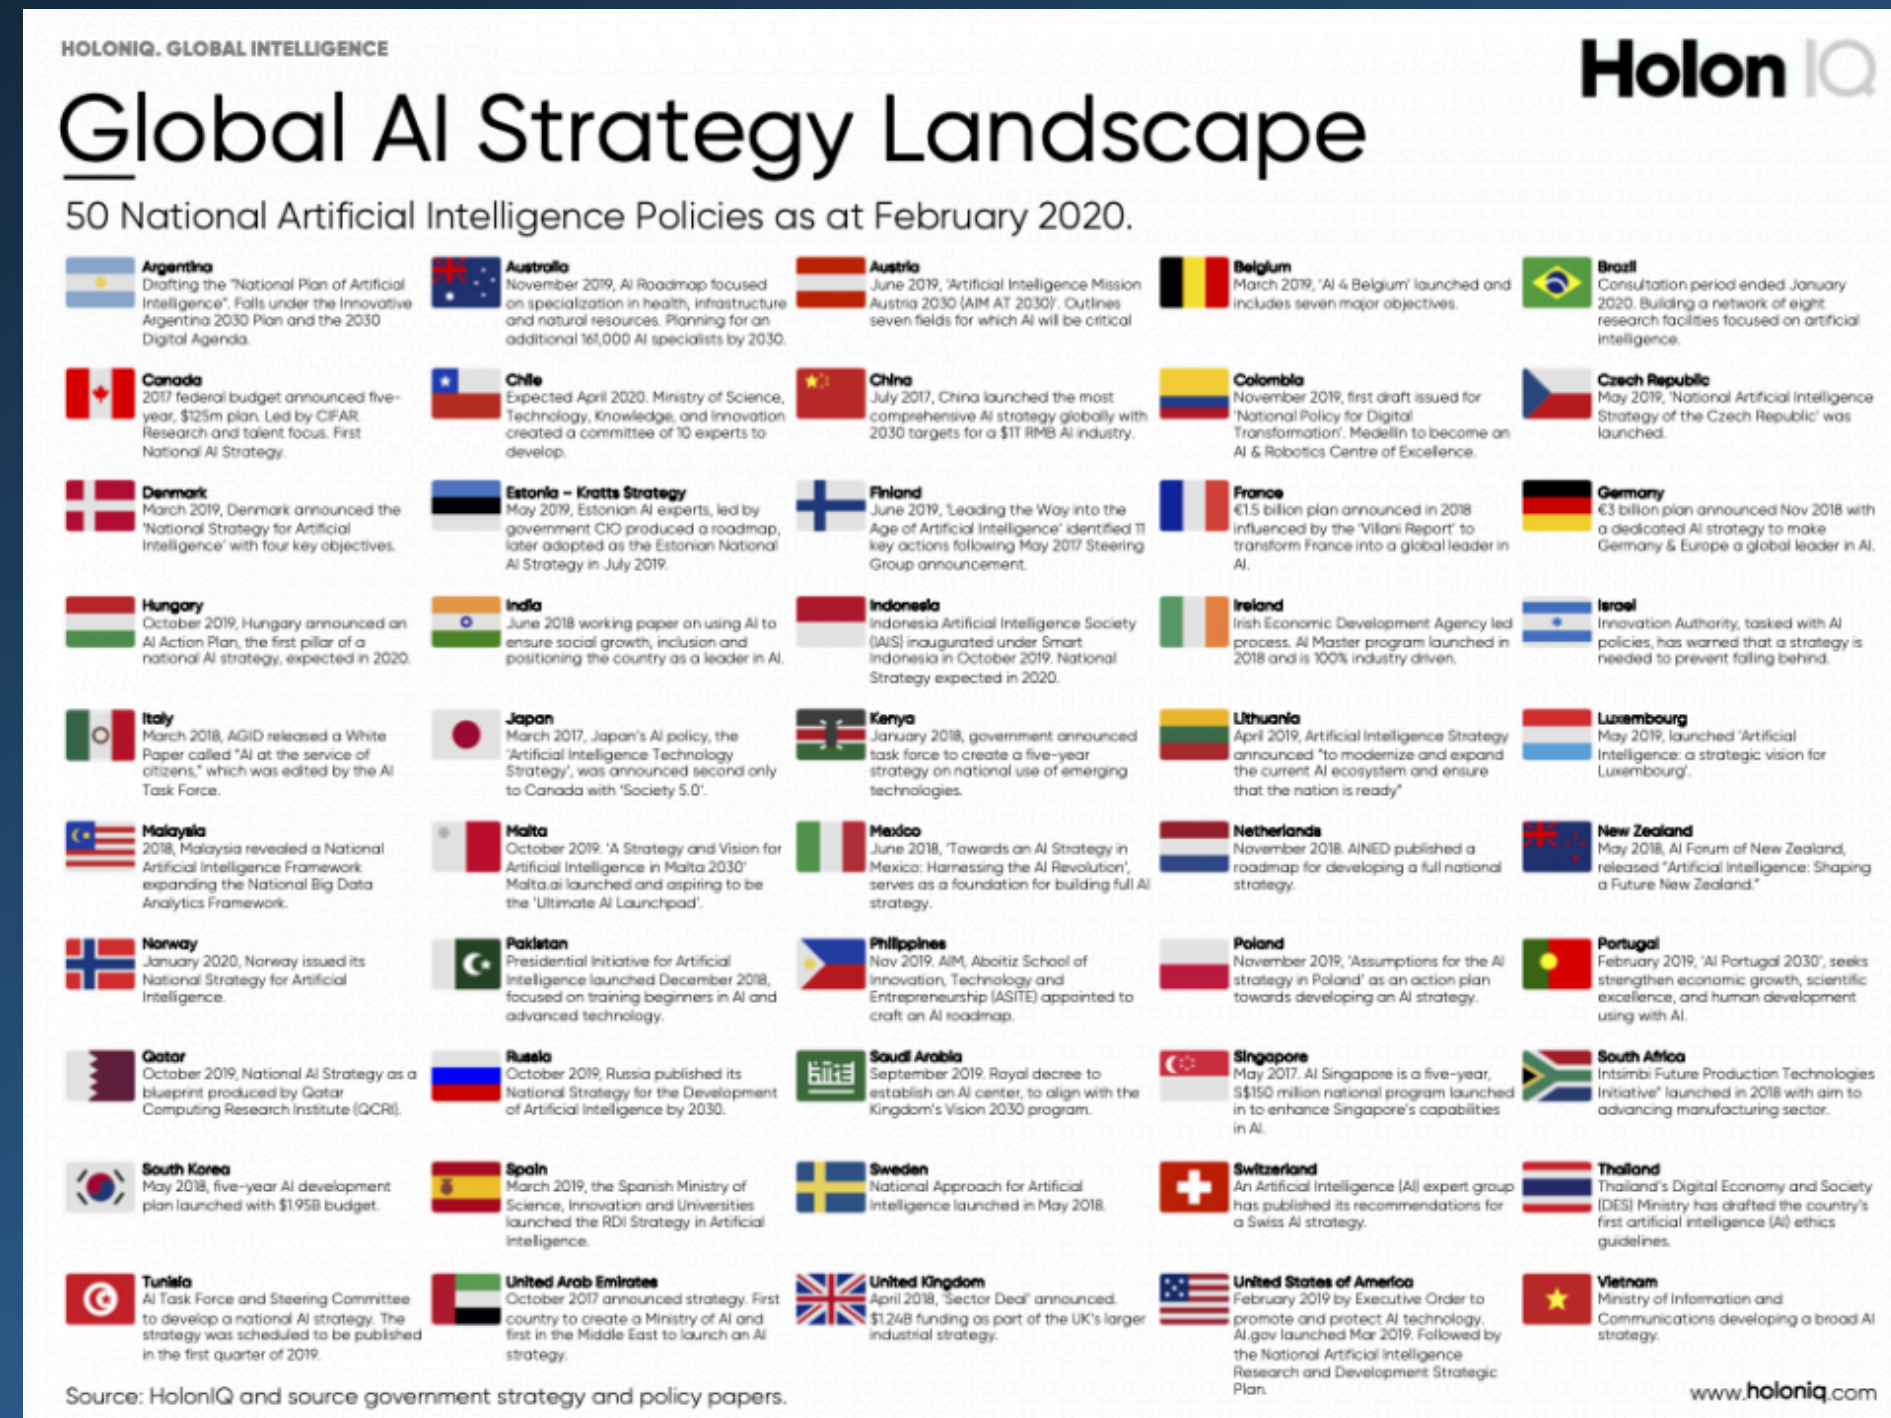 HOLONIQ. GLOBAL INTELLIGENCE
Holon IQ
Global AI Strategy Landscape
50 National Artificial Intelligence Policies as at February 2020.
Argentina
Drafting the "National Plan of Artificial
Intelligence". Falls under the Innovative
Argentina 2030 Plan and the 2030
Digital Agenda.
Australia
November 2019, AI Roadmap focused
on specialization in health, infrastructure
and natural resources. Planning for an
additional 161,000 AI specialists by 2030.
Austria
June 2019, 'Artificial Intelligence Mission
Austria 2030 (AIM AT 2030)'. Outlines
seven fields for which AI will be critical
Belgium
March 2019, 'AI 4 Belgium' launched and
includes seven major objectives.
Brazil
Consultation period ended January
2020. Building a network of eight
research facilities focused on artificial
intelligence.
Canada
2017 federal budget announced five-
year, $125m plan. Led by CIFAR.
Research and talent focus. First
National AI Strategy.
Chile
Expected April 2020. Ministry of Science,
Technology, Knowledge, and Innovation
created a committee of 10 experts to
develop.
China
July 2017, China launched the most
comprehensive AI strategy globally with
2030 targets for a $1T RMB AI industry.
Colombia
November 2019, first draft issued for
'National Policy for Digital
Transformation'. Medellin to become an
AI & Robotics Centre of Excellence.
Czech Republic
May 2019, 'National Artificial Intelligence
Strategy of the Czech Republic' was
launched.
Denmark
March 2019, Denmark announced the
'National Strategy for Artificial
Intelligence' with four key objectives.
Estonia – Kratts Strategy
May 2019, Estonian AI experts, led by
government CIO produced a roadmap,
later adopted as the Estonian National
AI Strategy in July 2019.
Finland
June 2019, 'Leading the Way into the
Age of Artificial Intelligence' identified 11
key actions following May 2017 Steering
Group announcement.
France
€1.5 billion plan announced in 2018
influenced by the 'Villani Report' to
transform France into a global leader in
AI.
Germany
€3 billion plan announced Nov 2018 with
a dedicated AI strategy to make
Germany & Europe a global leader in AI.
Hungary
October 2019, Hungary announced an
AI Action Plan, the first pillar of a
national AI strategy, expected in 2020.
India
June 2018 working paper on using AI to
ensure social growth, inclusion and
positioning the country as a leader in AI.
Indonesia
Indonesia Artificial Intelligence Society
(IAIS) inaugurated under Smart
Indonesia in October 2019. National
Strategy expected in 2020.
Ireland
Irish Economic Development Agency led
process. AI Master program launched in
2018 and is 100% industry driven.
Israel
Innovation Authority, tasked with AI
policies, has warned that a strategy is
needed to prevent falling behind.
Italy
March 2018, AGID released a White
Paper called "AI at the service of
citizens," which was edited by the AI
Task Force.
Japan
March 2017, Japan's AI policy, the
'Artificial Intelligence Technology
Strategy', was announced second only
to Canada with 'Society 5.0'.
Kenya
January 2018, government announced
task force to create a five-year
strategy on national use of emerging
technologies.
Lithuania
April 2019, Artificial Intelligence Strategy
announced "to modernize and expand
the current AI ecosystem and ensure
that the nation is ready"
Luxembourg
May 2019, launched 'Artificial
Intelligence: a strategic vision for
Luxembourg'.
Malaysia
2018, Malaysia revealed a National
Artificial Intelligence Framework
expanding the National Big Data
Analytics Framework.
Malta
October 2019. 'A Strategy and Vision for
Artificial Intelligence in Malta 2030'
Malta.ai launched and aspiring to be
the 'Ultimate AI Launchpad'.
Mexico
June 2018, 'Towards an AI Strategy in
Mexico: Harnessing the AI Revolution',
serves as a foundation for building full AI
strategy.
Netherlands
November 2018. AINED published a
roadmap for developing a full national
strategy.
New Zealand
May 2018, AI Forum of New Zealand,
released "Artificial Intelligence: Shaping
a Future New Zealand."
Norway
January 2020, Norway issued its
National Strategy for Artificial
Intelligence.
Pakistan
Presidential Initiative for Artificial
Intelligence launched December 2018,
focused on training beginners in AI and
advanced technology.
Philippines
Nov 2019. AIM, Aboitiz School of
Innovation, Technology and
Entrepreneurship (ASITE) appointed to
craft an AI roadmap.
Poland
November 2019, 'Assumptions for the AI
strategy in Poland' as an action plan
towards developing an AI strategy.
Portugal
February 2019, 'AI Portugal 2030', seeks
strengthen economic growth, scientific
excellence, and human development
using with AI.
Qatar
October 2019, National AI Strategy as a
blueprint produced by Qatar
Computing Research Institute (QCRI).
Russia
October 2019, Russia published its
National Strategy for the Development
of Artificial Intelligence by 2030.
Saudi Arabia
September 2019. Royal decree to
establish an AI center, to align with the
Kingdom's Vision 2030 program.
Singapore
May 2017. AI Singapore is a five-year,
S$150 million national program launched
in to enhance Singapore's capabilities
in AI.
South Africa
Intsimbi Future Production Technologies
Initiative" launched in 2018 with aim to
advancing manufacturing sector.
South Korea
May 2018, five-year AI development
plan launched with $1.95B budget.
Spain
March 2019, the Spanish Ministry of
Science, Innovation and Universities
launched the RDI Strategy in Artificial
Intelligence.
Sweden
National Approach for Artificial
Intelligence launched in May 2018.
Switzerland
An Artificial Intelligence (AI) expert group
has published its recommendations for
a Swiss AI strategy.
Thailand
Thailand's Digital Economy and Society
(DES) Ministry has drafted the country's
first artificial intelligence (AI) ethics
guidelines.
Tunisia
AI Task Force and Steering Committee
to develop a national AI strategy. The
strategy was scheduled to be published
in the first quarter of 2019.
United Arab Emirates
October 2017 announced strategy. First
country to create a Ministry of AI and
first in the Middle East to launch an AI
strategy.
United Kingdom
April 2018, 'Sector Deal' announced.
$1.24B funding as part of the UK's larger
industrial strategy.
United States of America
February 2019 by Executive Order to
promote and protect AI technology.
AI.gov launched Mar 2019. Followed by
the National Artificial Intelligence
Research and Development Strategic
Plan.
Vietnam
Ministry of Information and
Communications developing a broad AI
strategy.
Source: HolonIQ and source government strategy and policy papers.
www.holoniq.com